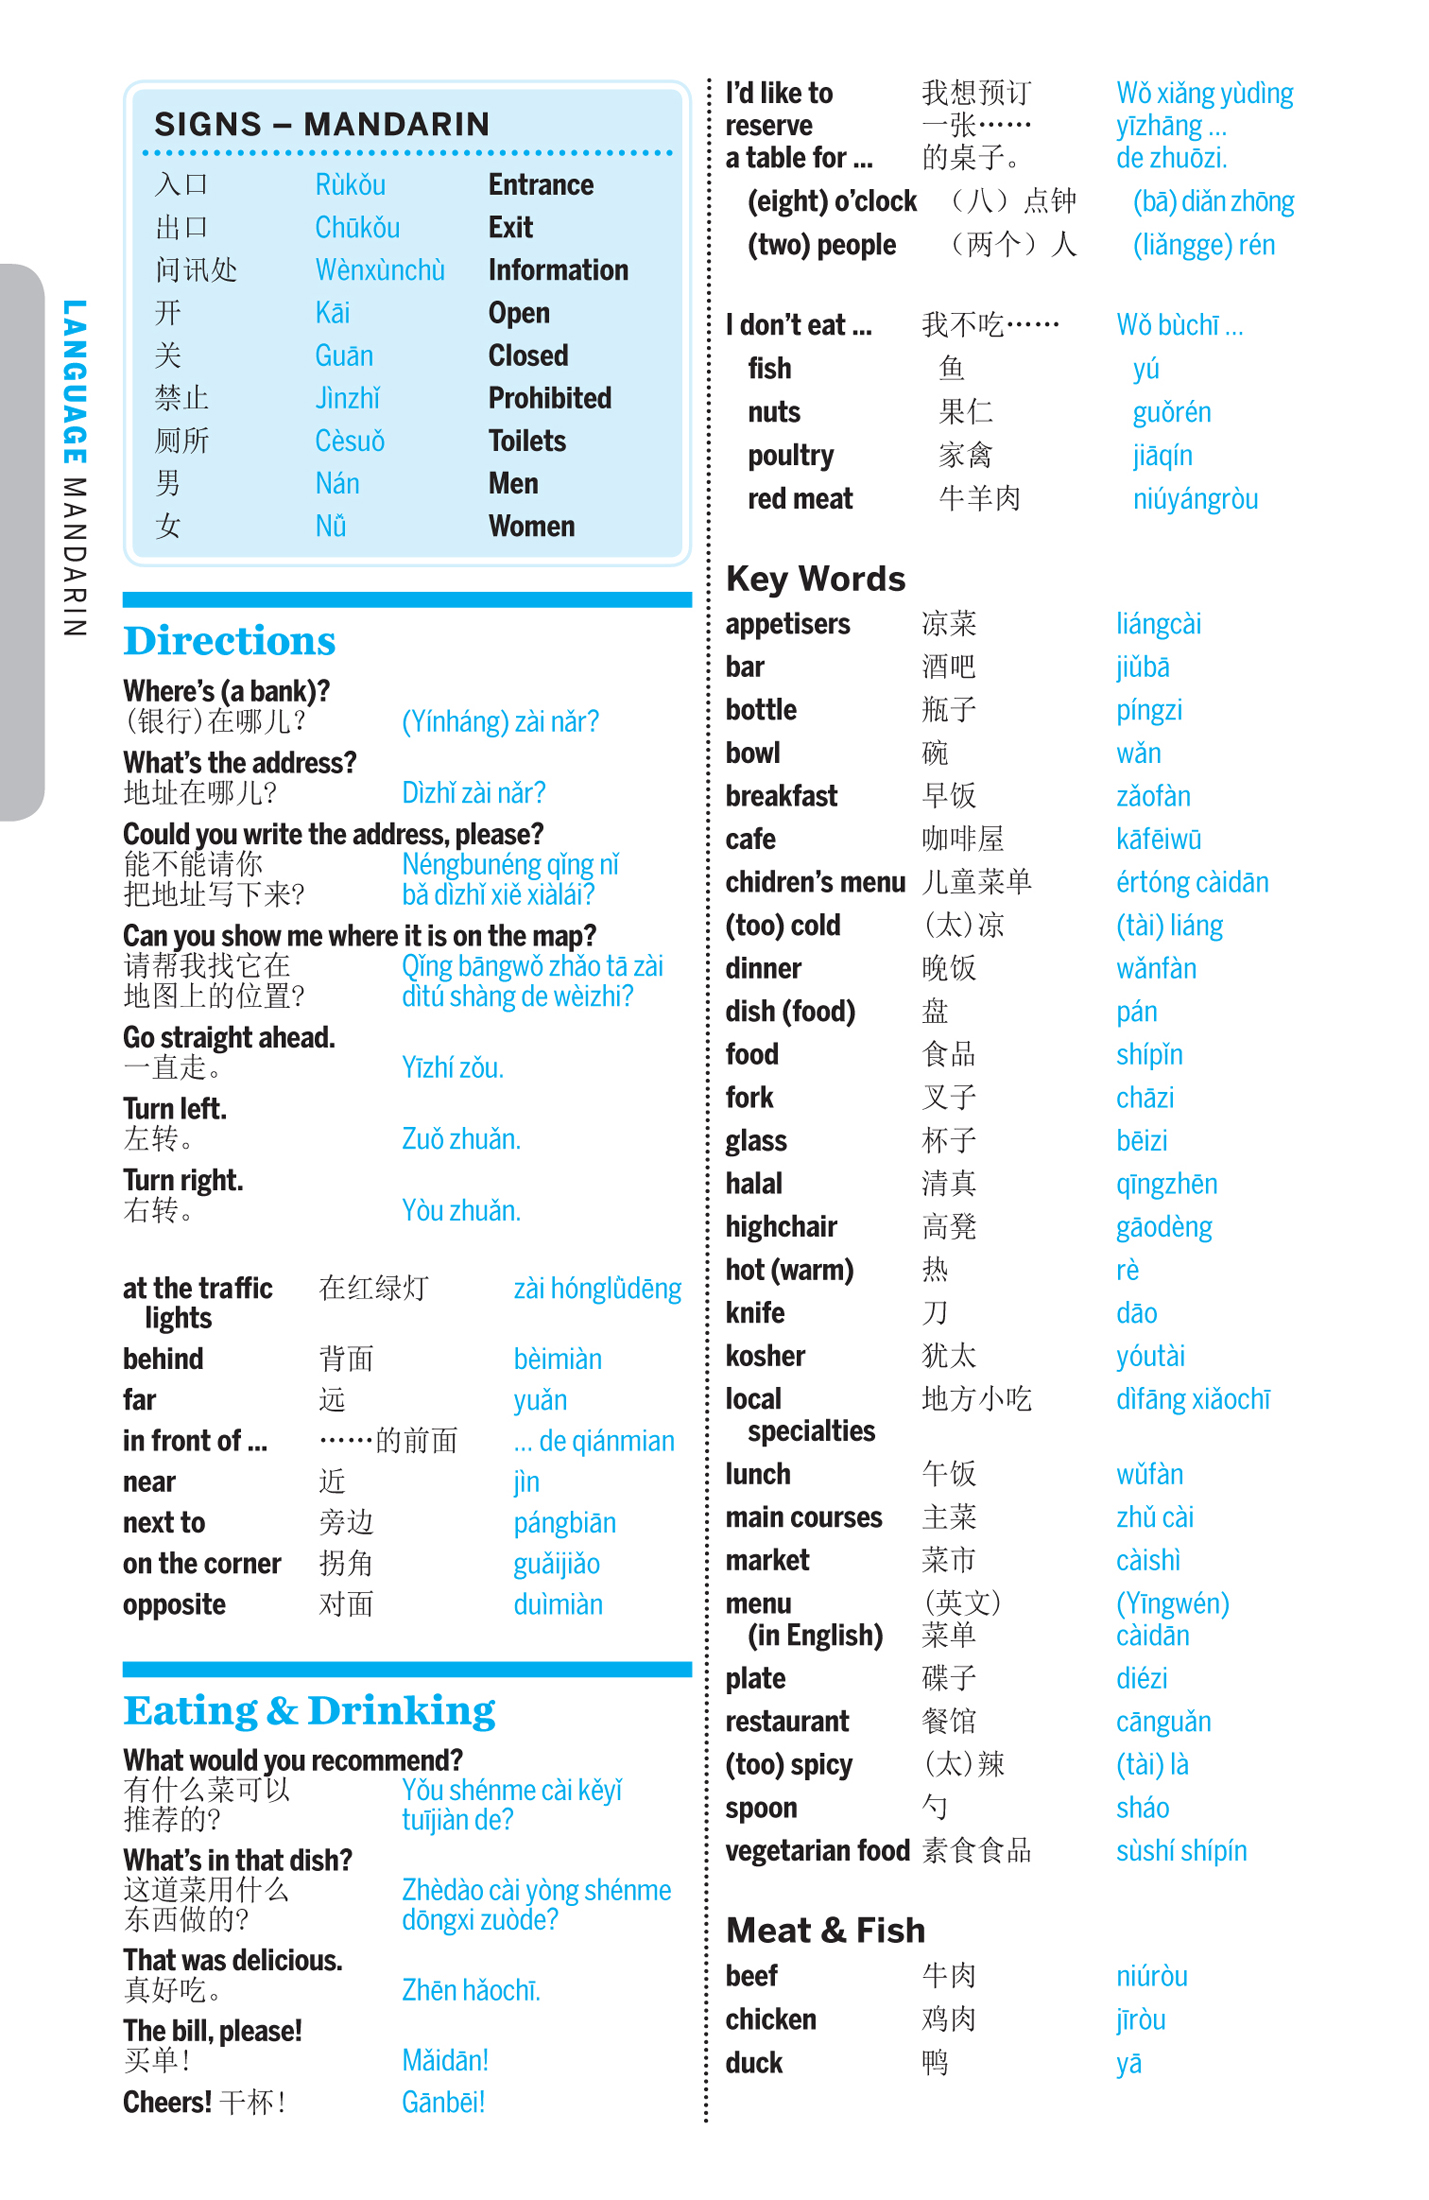 LANGUAGE MANDARIN
SIGNS – MANDARIN
入口 Rùkǒu Entrance
出口 Chūkǒu Exit
问讯处 Wènxùnchù Information
开 Kāi Open
关 Guān Closed
禁止 Jìnzhǐ Prohibited
厕所 Cèsuǒ Toilets
男 Nán Men
女 Nǚ Women
Directions
Where’s (a bank)?
(银行)在哪儿? (Yínháng) zài nǎr?
What’s the address?
地址在哪儿? Dìzhǐ zài nǎr?
Could you write the address, please?
能不能请你 Néngbunéng qǐng nǐ
把地址写下来? bǎ dìzhǐ xiě xiàlái?
Can you show me where it is on the map?
请帮我找它在 Qǐng bāngwǒ zhǎo tā zài
地图上的位置? dìtú shàng de wèizhi?
Go straight ahead.
一直走。 Yīzhí zǒu.
Turn left.
左转。 Zuǒ zhuǎn.
Turn right.
右转。 Yòu zhuǎn.
at the traffic 在红绿灯 zài hónglǜdēng
lights
behind 背面 bèimiàn
far 远 yuǎn
in front of ... ……的前面 ... de qiánmian
near 近 jìn
next to 旁边 pángbiān
on the corner 拐角 guǎijiǎo
opposite 对面 duìmiàn
Eating & Drinking
What would you recommend?
有什么菜可以 Yǒu shénme cài kěyǐ
推荐的? tuījiàn de?
What’s in that dish?
这道菜用什么 Zhèdào cài yòng shénme
东西做的? dōngxi zuòde?
That was delicious.
真好吃。 Zhēn hǎochī.
The bill, please!
买单! Mǎidān!
Cheers! 干杯! Gānbēi!
I’d like to 我想预订 Wǒ xiǎng yùdìng
reserve 一张…… yīzhāng ...
a table for ... 的桌子。 de zhuōzi.
(eight) o’clock （八）点钟 (bā) diǎn zhōng
(two) people （两个）人 (liǎngge) rén
I don’t eat ... 我不吃…… Wǒ bùchī ...
fish 鱼 yú
nuts 果仁 guǒrén
poultry 家禽 jiāqín
red meat 牛羊肉 niúyángròu
Key Words
appetisers 凉菜 liángcài
bar 酒吧 jiǔbā
bottle 瓶子 píngzi
bowl 碗 wǎn
breakfast 早饭 zǎofàn
cafe 咖啡屋 kāfēiwū
chidren’s menu 儿童菜单 értóng càidān
(too) cold (太)凉 (tài) liáng
dinner 晚饭 wǎnfàn
dish (food) 盘 pán
food 食品 shípǐn
fork 叉子 chāzi
glass 杯子 bēizi
halal 清真 qīngzhēn
highchair 高凳 gāodèng
hot (warm) 热 rè
knife 刀 dāo
kosher 犹太 yóutài
local 地方小吃 dìfāng xiǎochī
specialties
lunch 午饭 wǔfàn
main courses 主菜 zhǔ cài
market 菜市 càishì
menu (英文) (Yīngwén)
(in English) 菜单 càidān
plate 碟子 diézi
restaurant 餐馆 cānguǎn
(too) spicy (太)辣 (tài) là
spoon 勺 sháo
vegetarian food 素食食品 sùshí shípín
Meat & Fish
beef 牛肉 niúròu
chicken 鸡肉 jīròu
duck 鸭 yā